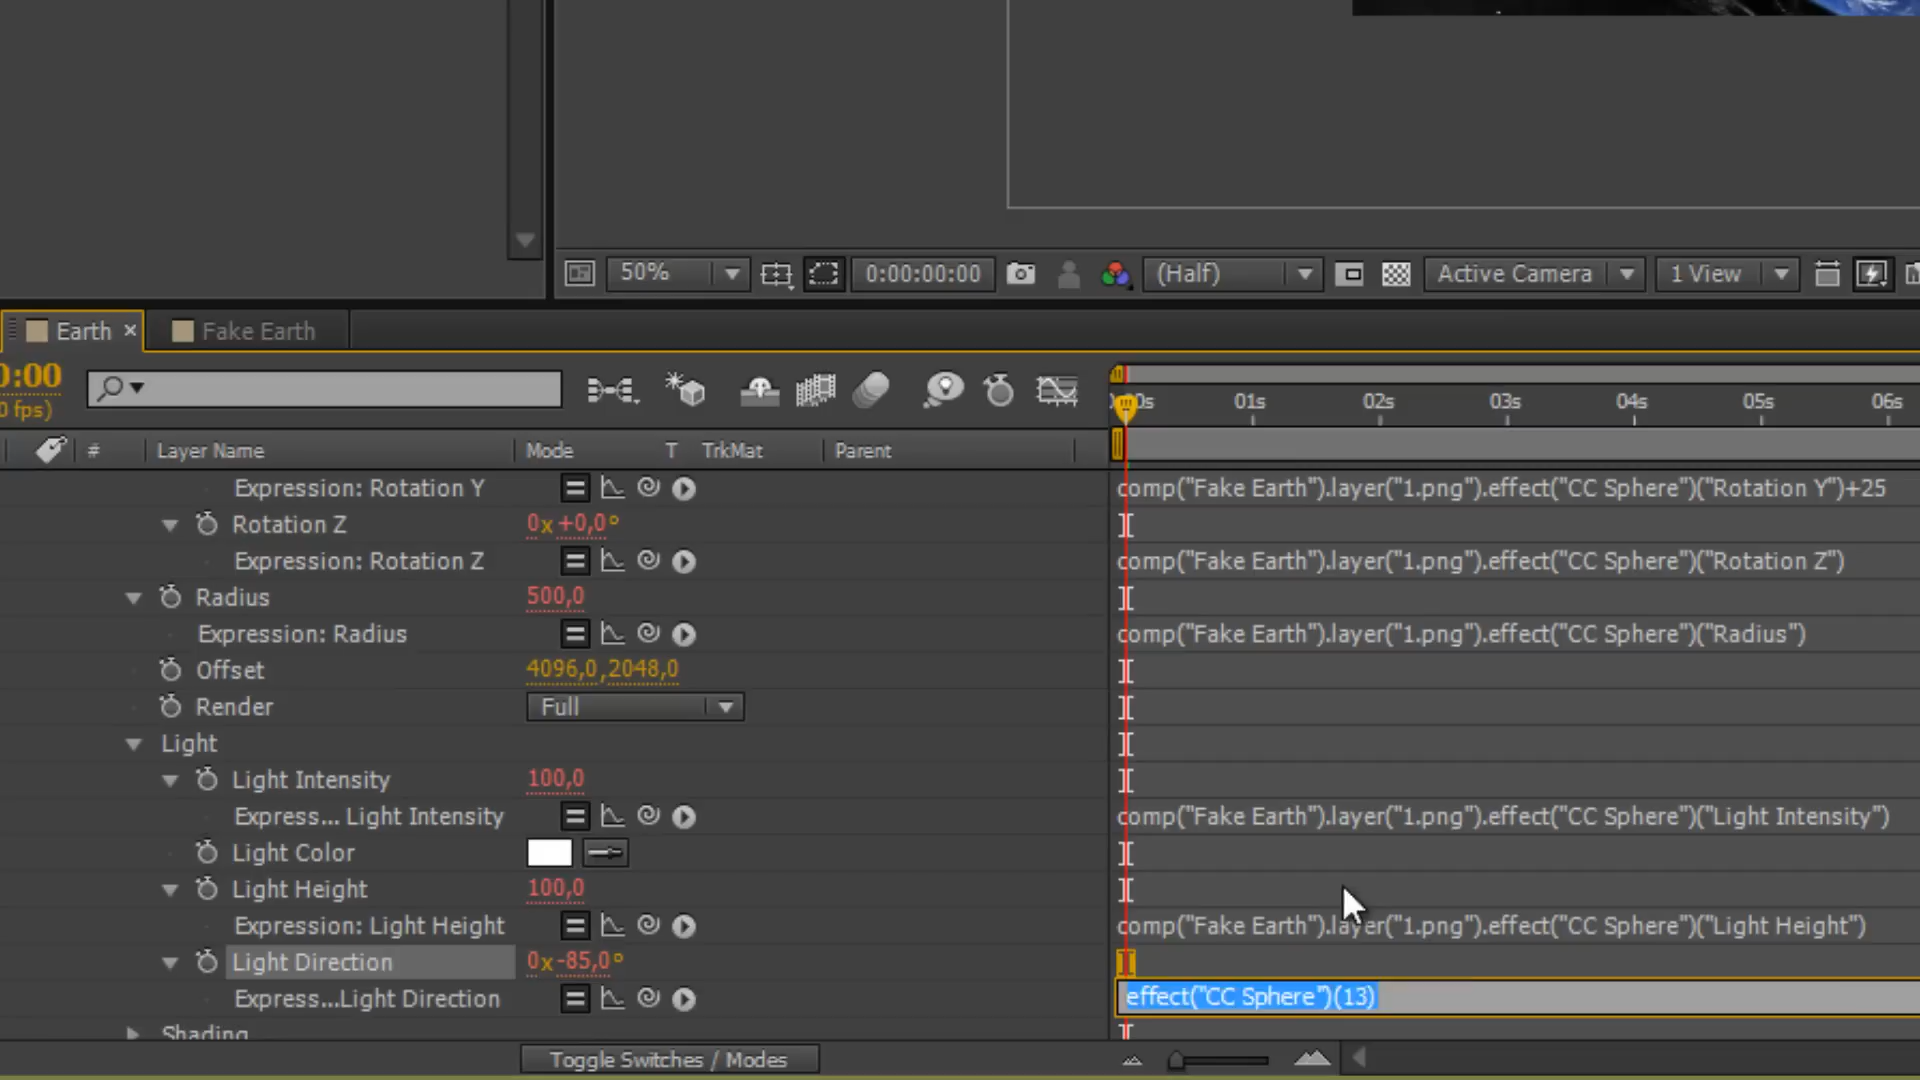 50% 0:00:00:00 (Half) Active Camera 1 View
Earth × Fake Earth
0:00
0 fps)
01s 02s 03s 04s 05s 06s
# Layer Name Mode T TrkMat Parent
Expression: Rotation Y comp("Fake Earth").layer("1.png").effect("CC Sphere")("Rotation Y")+25
Rotation Z 0x +0,0°
Expression: Rotation Z comp("Fake Earth").layer("1.png").effect("CC Sphere")("Rotation Z")
Radius 500,0
Expression: Radius comp("Fake Earth").layer("1.png").effect("CC Sphere")("Radius")
Offset 4096,0,2048,0
Render Full
Light
Light Intensity 100,0
Express... Light Intensity comp("Fake Earth").layer("1.png").effect("CC Sphere")("Light Intensity")
Light Color
Light Height 100,0
Expression: Light Height comp("Fake Earth").layer("1.png").effect("CC Sphere")("Light Height")
Light Direction 0x -85,0°
Express...Light Direction effect("CC Sphere")(13)
Shading
Toggle Switches / Modes